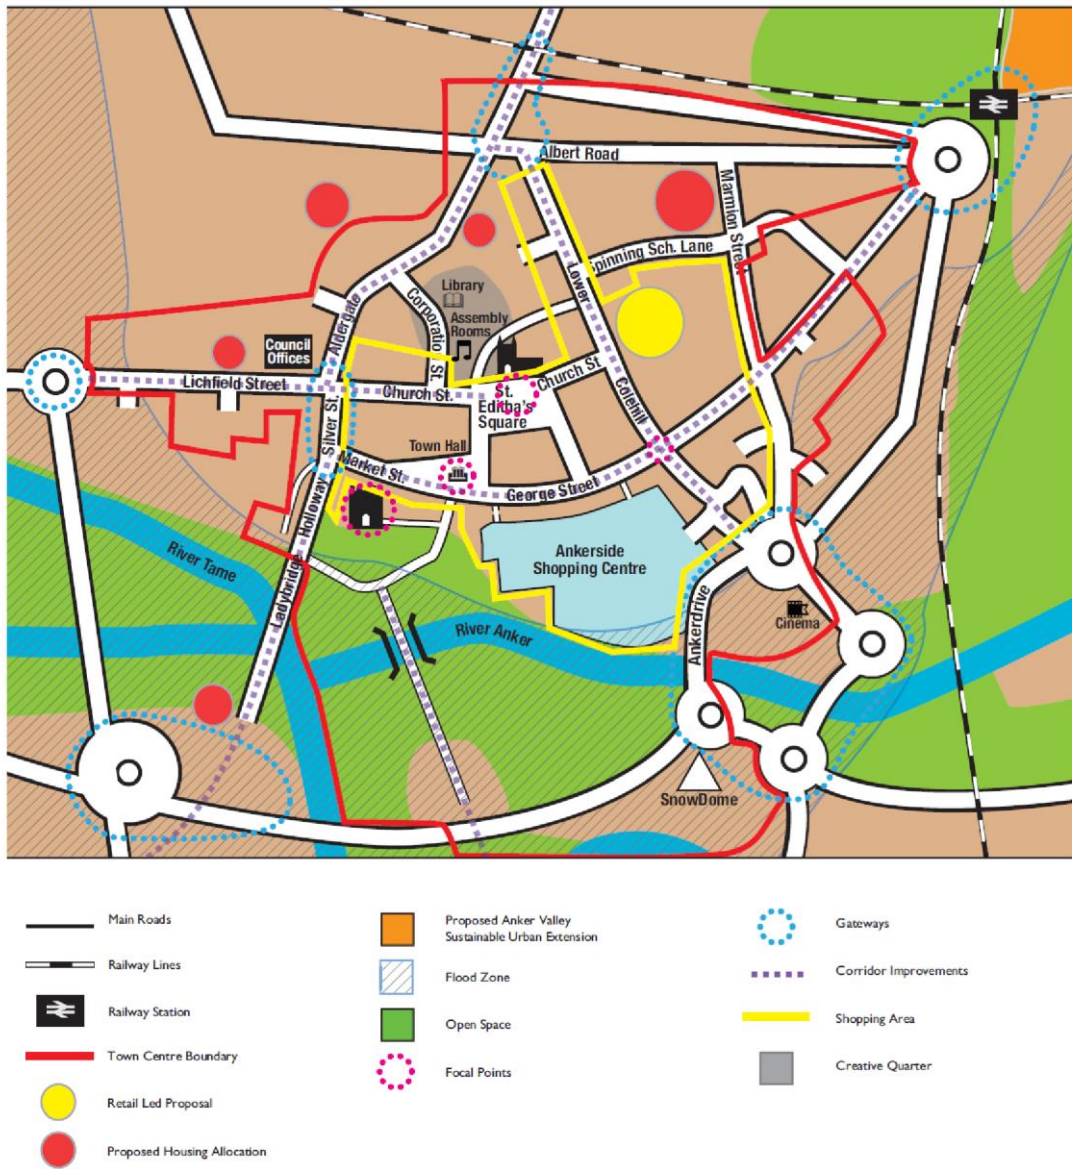 Albert Road
Marmion Street
Spinning Sch. Lane
Lower
Library
Corporatio
St.
Assembly
Rooms
Aldergate
Council
Offices
Lichfield Street
Church St.
Church St
Colehill
St.
Editha's
Square
Silver St.
Town Hall
Market St.
George Street
Holloway
Ladybridge
River Tame
Ankerside
Shopping Centre
River Anker
Ankerdrive
Cinema
SnowDome
Main Roads
Railway Lines
Railway Station
Town Centre Boundary
Retail Led Proposal
Proposed Housing Allocation
Proposed Anker Valley
Sustainable Urban Extension
Flood Zone
Open Space
Focal Points
Gateways
Corridor Improvements
Shopping Area
Creative Quarter